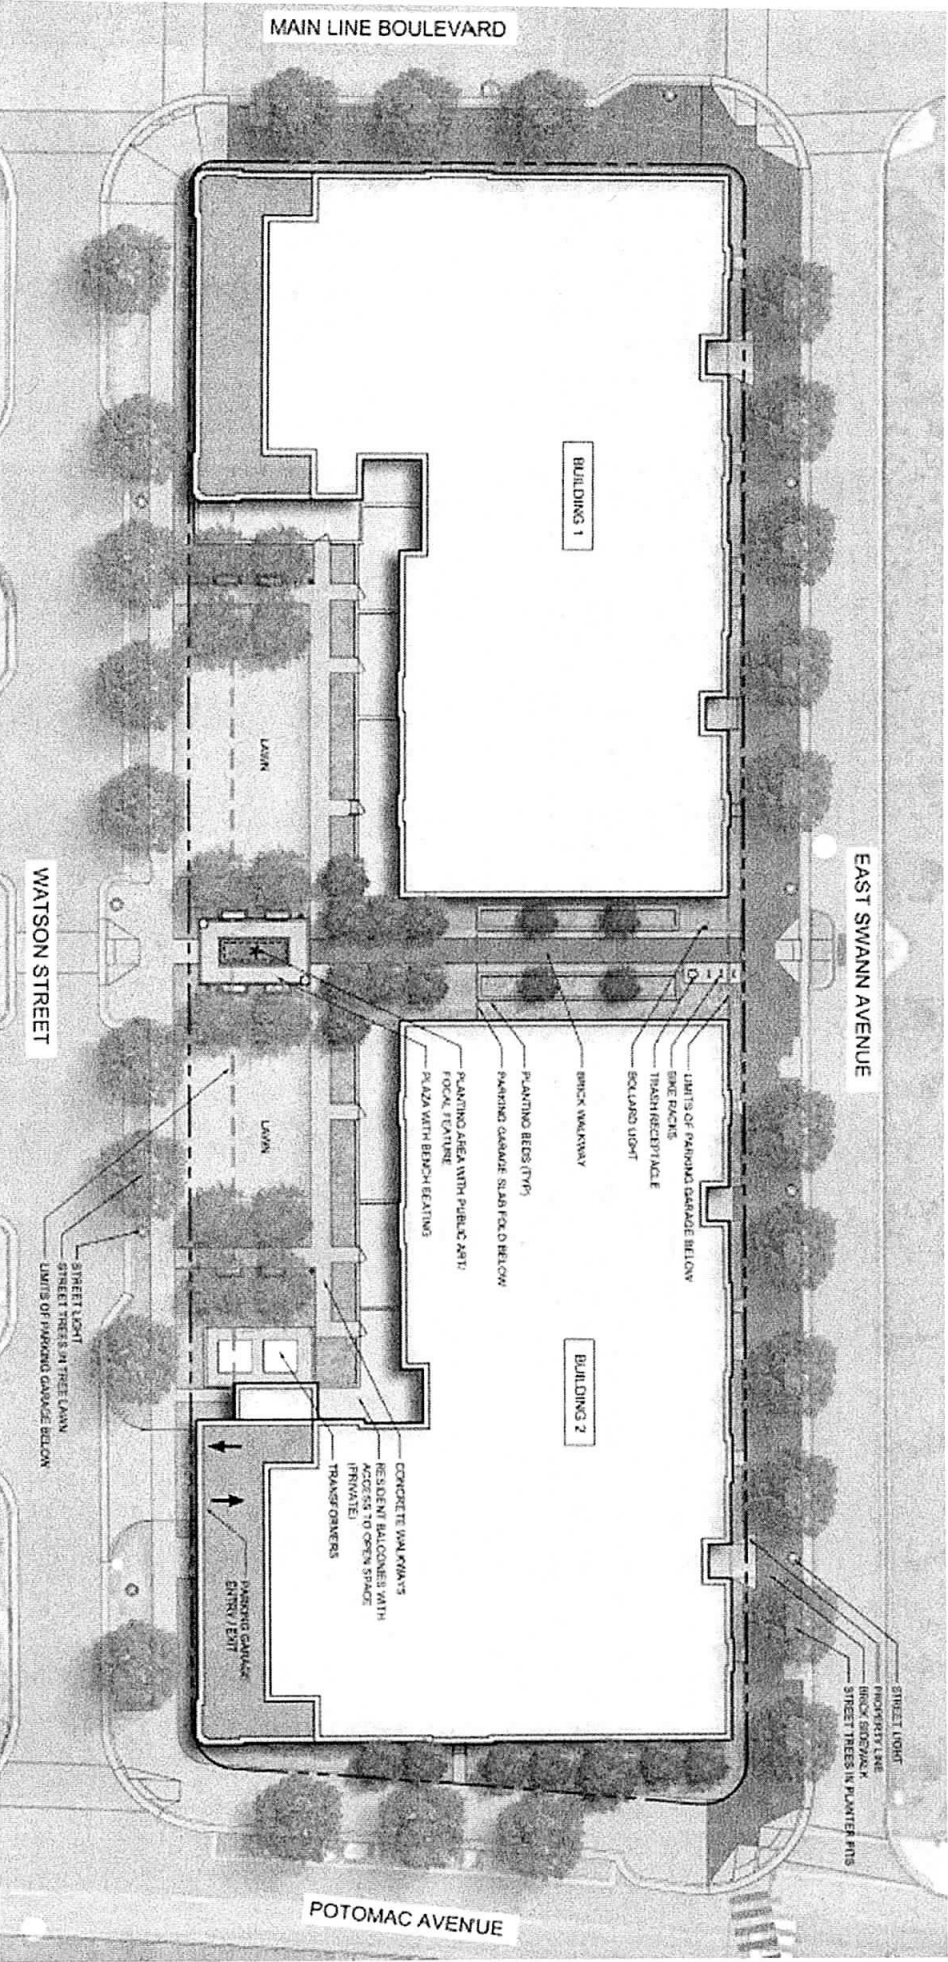 MAIN LINE BOULEVARD
EAST SWANN AVENUE
WATSON STREET
POTOMAC AVENUE
BUILDING 1
BUILDING 2
LAWN
LAWN
LIMITS OF PARKING GARAGE BELOW
BIKE RACKS
TRASH RECEPTACLE
BOLLARD LIGHT
BRICK WALKWAY
PLANTING BEDS (TYP)
PARKING GARAGE SLAB FOLD BELOW
PLANTING AREA WITH PUBLIC ART/
FOCAL FEATURE
PLAZA WITH BENCH SEATING
STREET LIGHT
STREET TREES IN TREE LAWN
LIMITS OF PARKING GARAGE BELOW
CONCRETE WALKWAYS
RESIDENT BALCONIES WITH
ACCESS TO OPEN SPACE
(PRIVATE)
TRANSFORMERS
PARKING GARAGE
ENTRY / EXIT
STREET LIGHT
PROPERTY LINE
BRICK SIDEWALK
STREET TREES IN PLANTER PITS